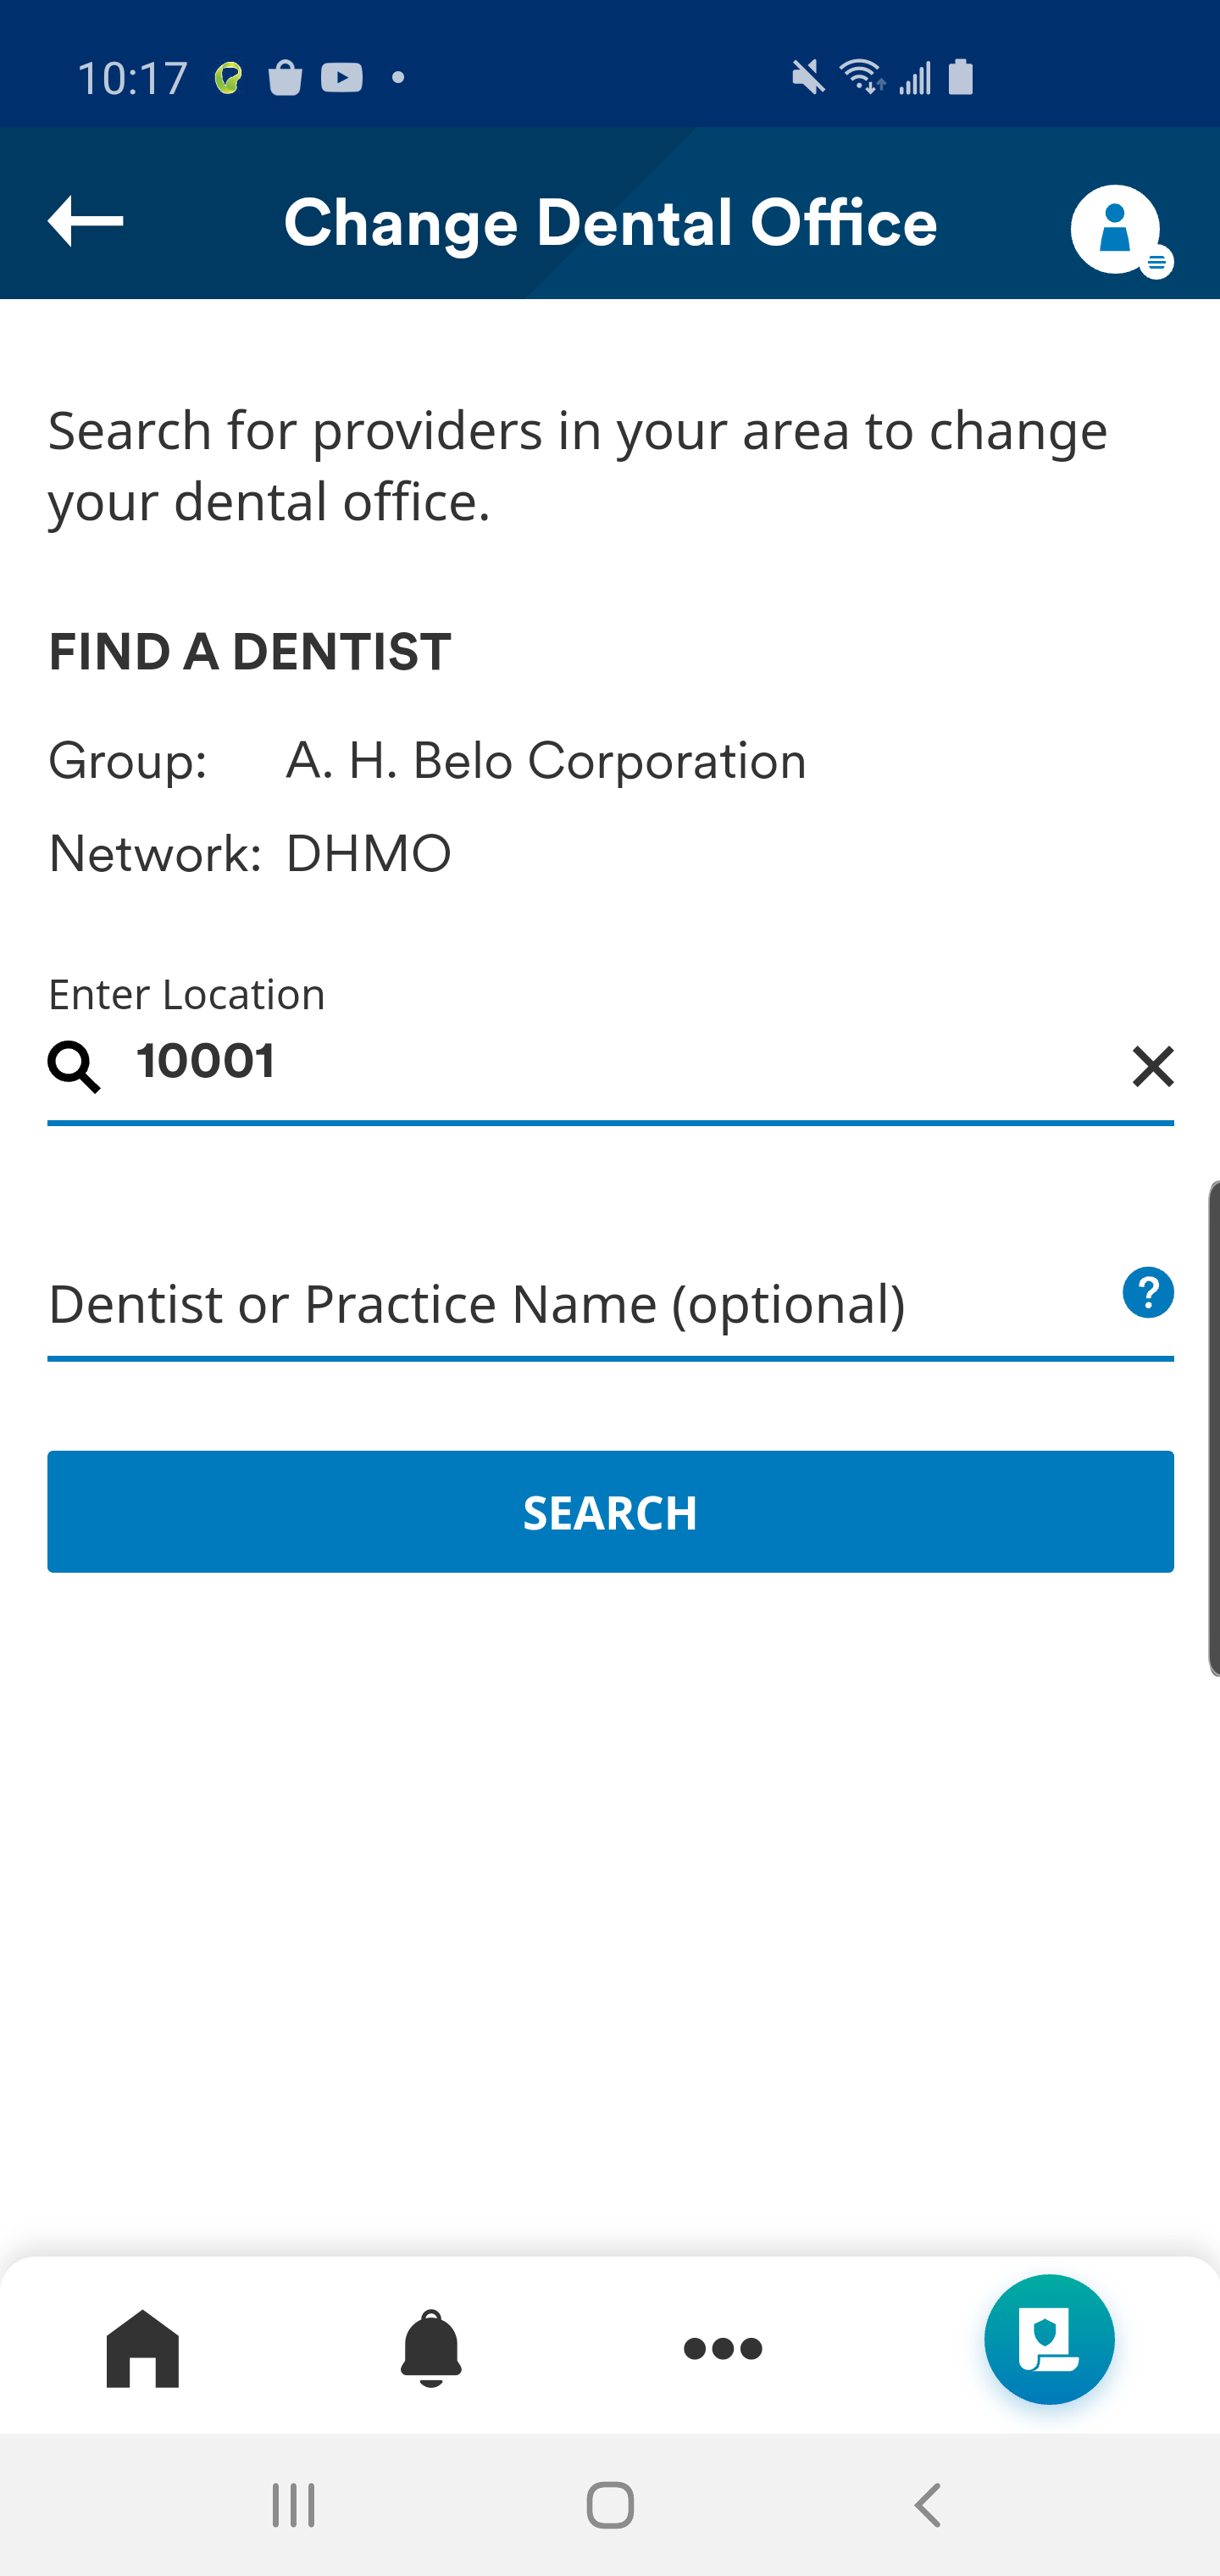 10:17
Change Dental Office
Search for providers in your area to change
your dental office.
FIND A DENTIST
Group: A. H. Belo Corporation
Network: DHMO
Enter Location
10001
Dentist or Practice Name (optional)
?
SEARCH